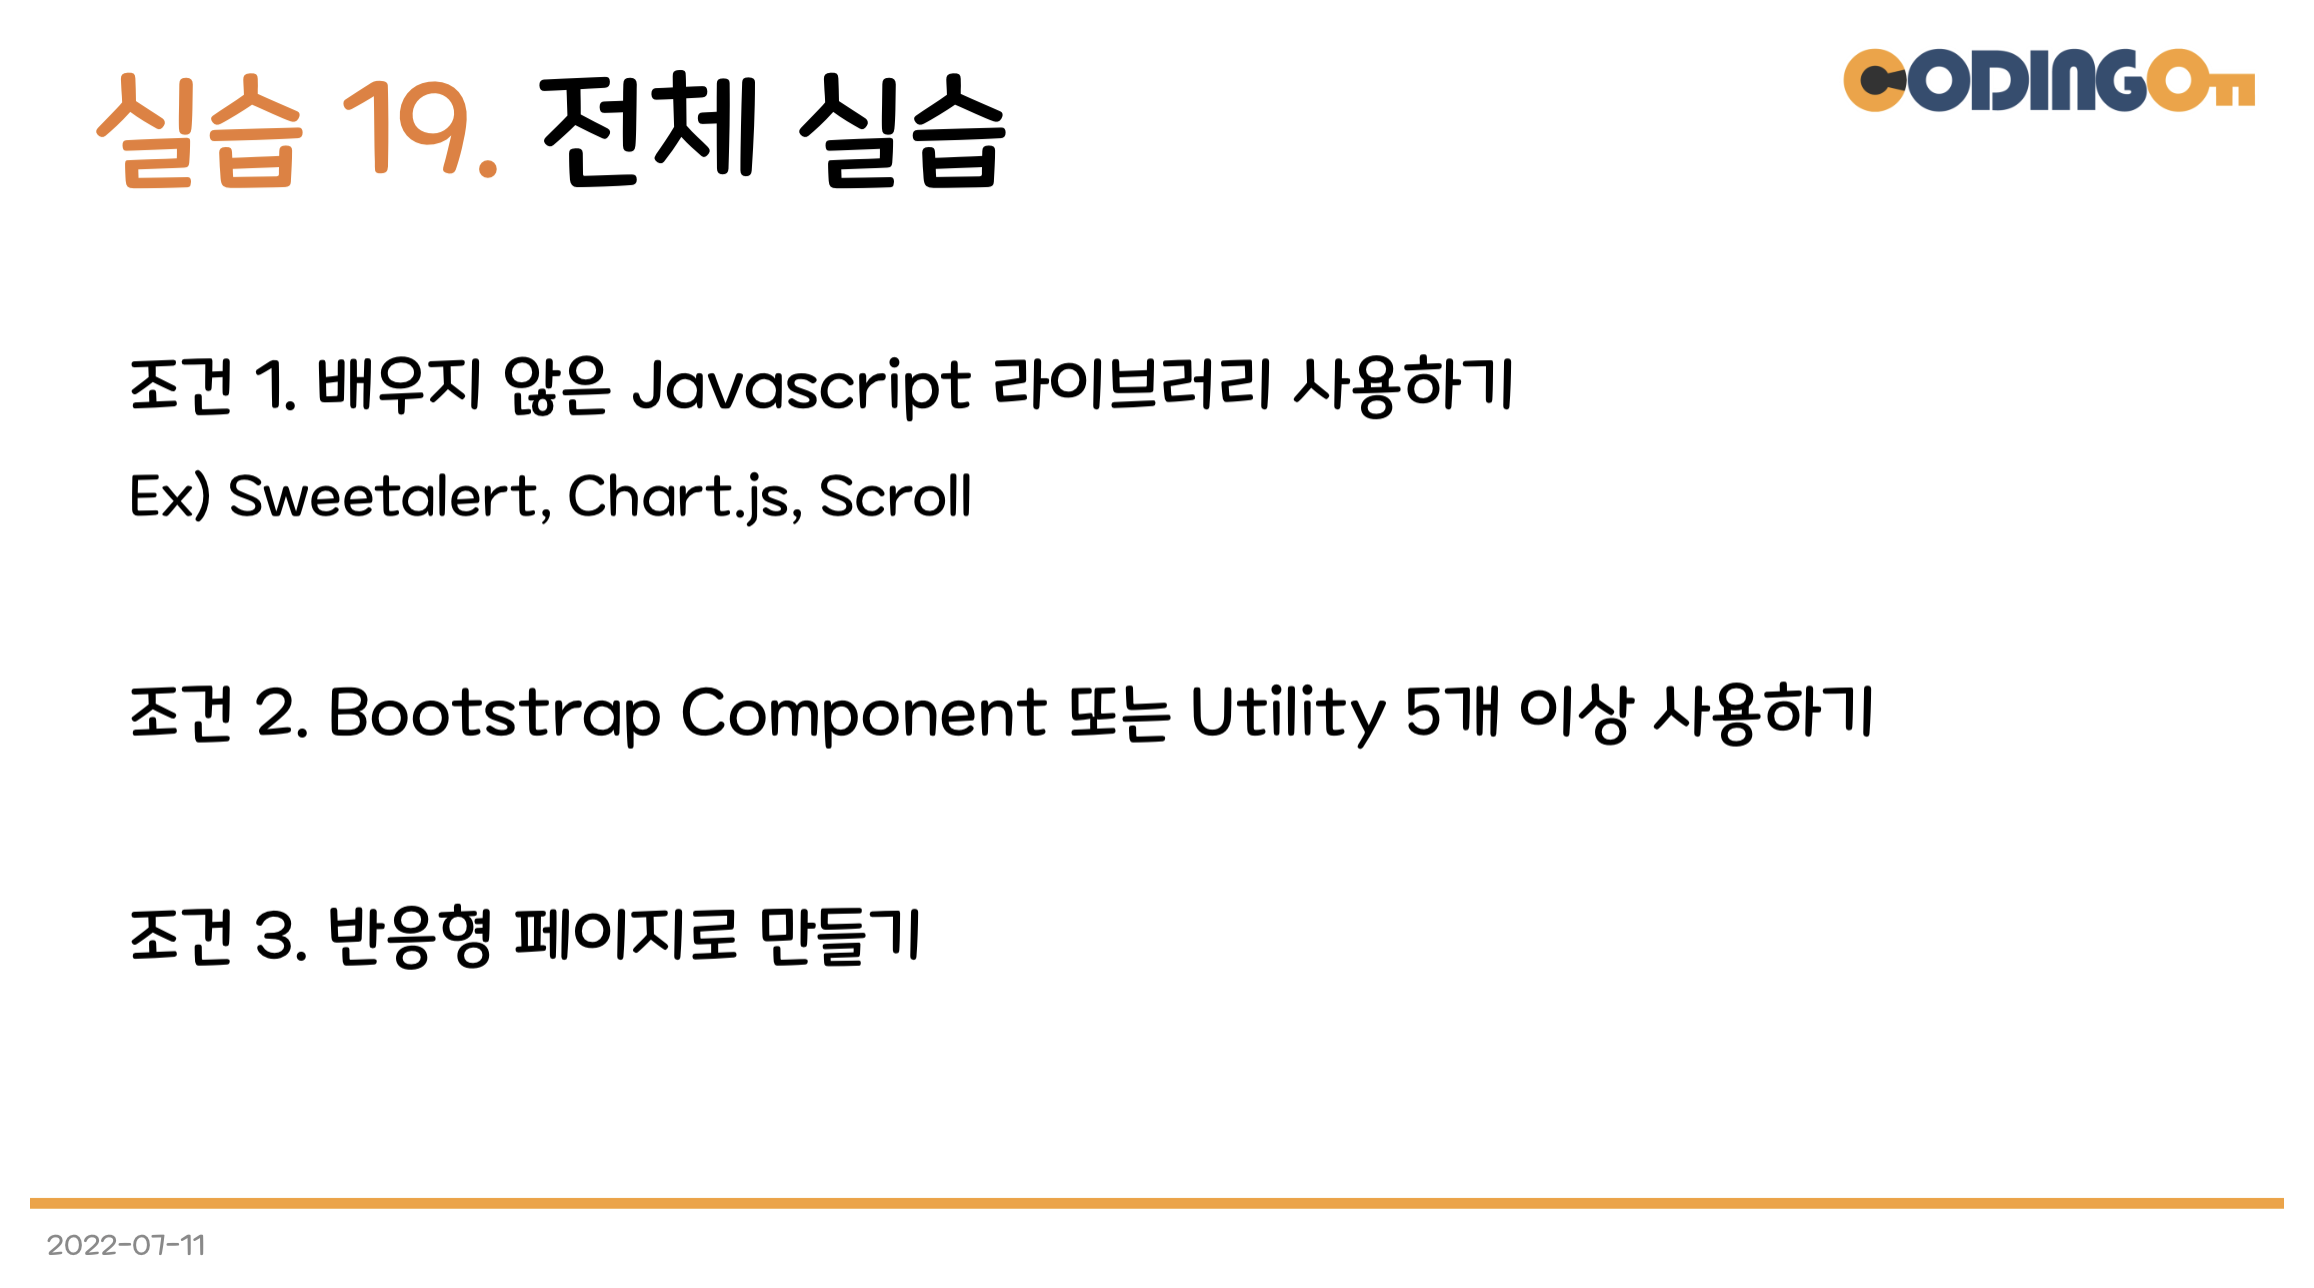 실습 19. 전체 실습
CODINGOn
조건 1. 배우지 않은 Javascript 라이브러리 사용하기
Ex) Sweetalert, Chart.js, Scroll
조건 2. Bootstrap Component 또는 Utility 5개 이상 사용하기
조건 3. 반응형 페이지로 만들기
2022-07-11